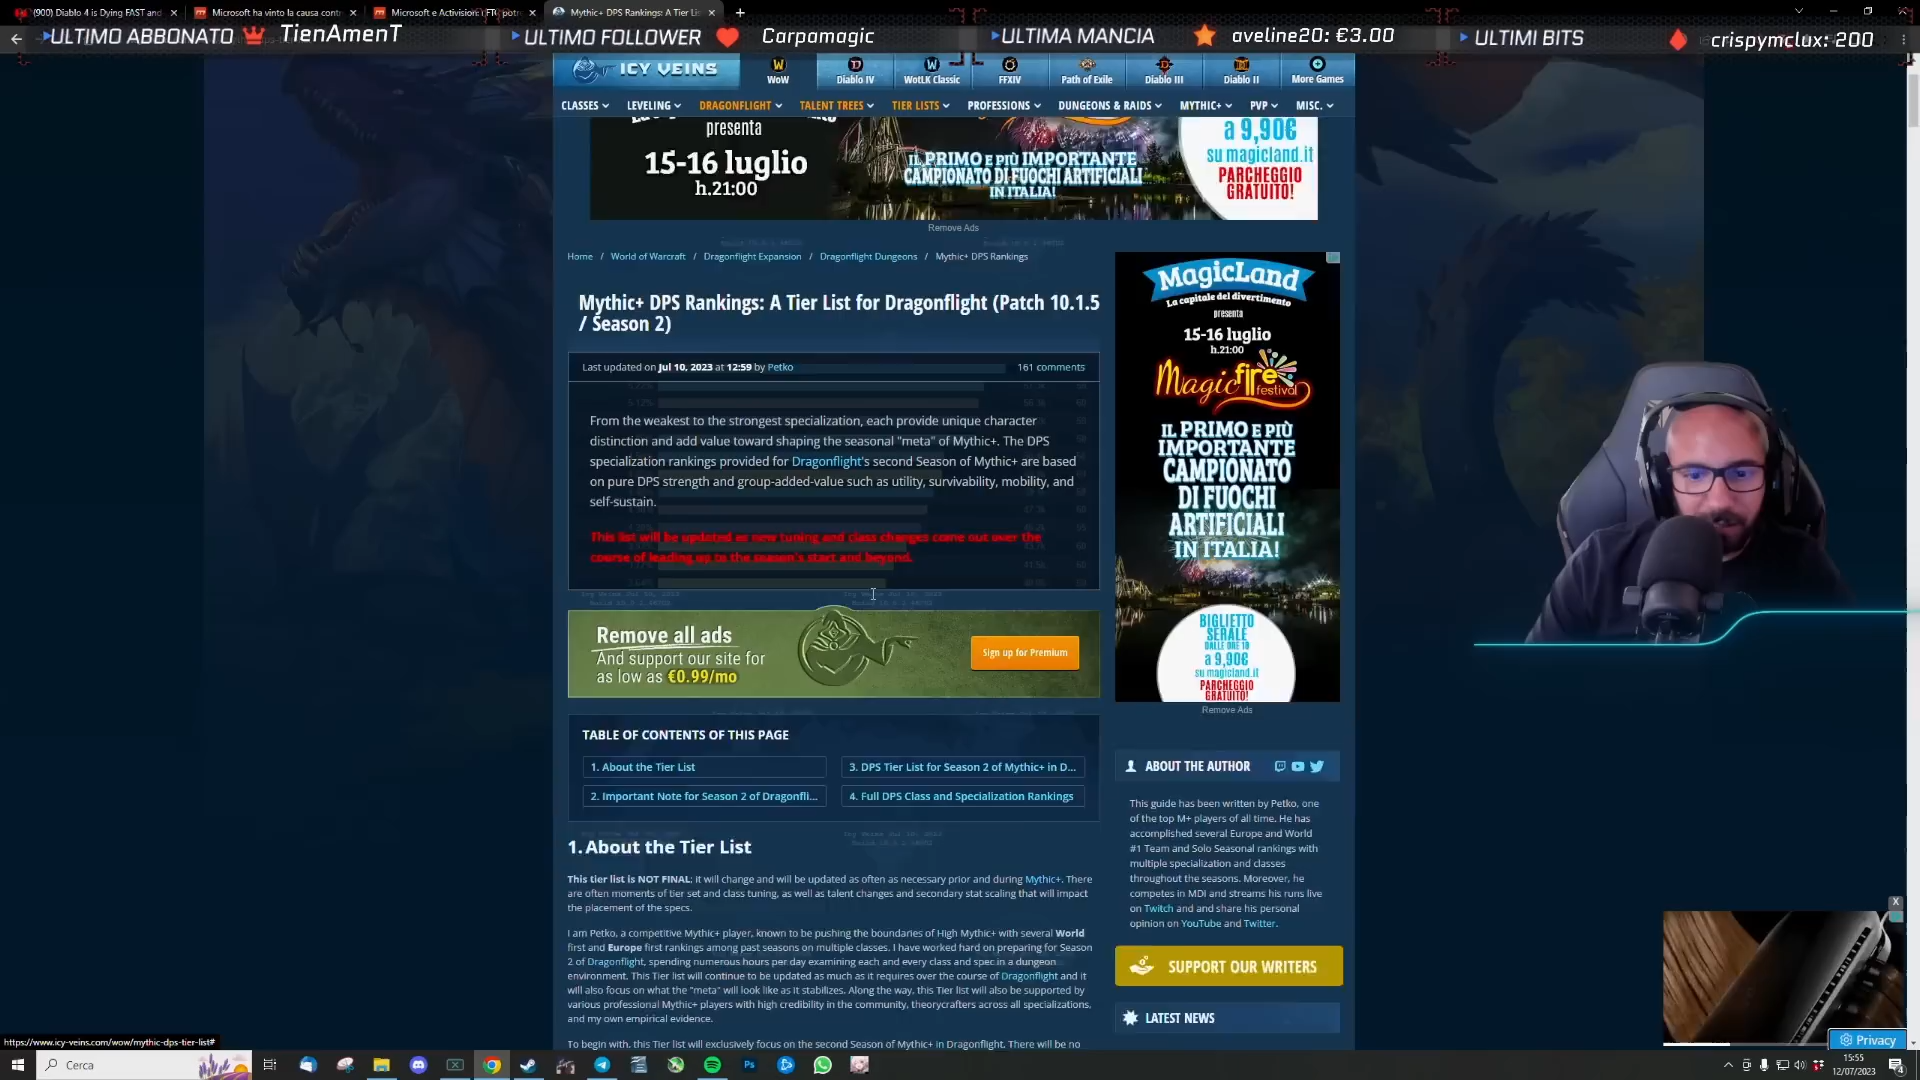 (900) Diablo 4 is Dying FAST and
Microsoft ha vinto la causa cont
Microsoft e Activision: FTC potr
Mythic+ DPS Rankings: A Tier Lis
ULTIMO ABBONATO
TienAmenT
ULTIMO FOLLOWER
Carpamagic
ULTIMA MANCIA
aveline20: €3.00
ULTIMI BITS
crispymclux: 200
ICY VEINS
WoW
Diablo IV
WotLK Classic
FFXIV
Path of Exile
Diablo III
Diablo II
More Games
CLASSES
LEVELING
DRAGONFLIGHT
TALENT TREES
TIER LISTS
PROFESSIONS
DUNGEONS & RAIDS
MYTHIC+
PVP
MISC.
presenta
15-16 luglio
h.21:00
IL PRIMO E PIÙ IMPORTANTE
CAMPIONATO DI FUOCHI ARTIFICIALI
IN ITALIA!
a 9,90€
su magicland.it
PARCHEGGIO
GRATUITO!
Remove Ads
Home / World of Warcraft / Dragonflight Expansion / Dragonflight Dungeons / Mythic+ DPS Rankings
Mythic+ DPS Rankings: A Tier List for Dragonflight (Patch 10.1.5
/ Season 2)
Last updated on Jul 10, 2023 at 12:59 by Petko
161 comments
From the weakest to the strongest specialization, each provide unique character
distinction and add value toward shaping the seasonal "meta" of Mythic+. The DPS
specialization rankings provided for Dragonflight's second Season of Mythic+ are based
on pure DPS strength and group-added-value such as utility, survivability, mobility, and
self-sustain.
This list will be updated as new tuning and class changes come out over the
course of leading up to the season's start and beyond.
Remove all ads
And support our site for
as low as €0.99/mo
Sign up for Premium
TABLE OF CONTENTS OF THIS PAGE
1. About the Tier List
3. DPS Tier List for Season 2 of Mythic+ in D...
2. Important Note for Season 2 of Dragonfli...
4. Full DPS Class and Specialization Rankings
1. About the Tier List
This tier list is NOT FINAL: it will change and will be updated as often as necessary prior and during Mythic+. There
are often moments of tier set and class tuning, as well as talent changes and secondary stat scaling that will impact
the placement of the specs.
I am Petko, a competitive Mythic+ player, known to be pushing the boundaries of High Mythic+ with several World
first and Europe first rankings among past seasons on multiple classes. I have worked hard on preparing for Season
2 of Dragonflight, spending numerous hours per day examining each and every class and spec in a dungeon
environment. This Tier list will continue to be updated as much as it requires over the course of Dragonflight and it
will also focus on what the "meta" will look like as it stabilizes. Along the way, this Tier list will also be supported by
various professional Mythic+ players with high credibility in the community, theorycrafters across all specializations,
and my own empirical evidence.
To begin with, this Tier list will exclusively focus on the second Season of Mythic+ in Dragonflight. There will be no
MAGICLAND
La capitale del divertimento
presenta
15-16 luglio
h.21:00
Magic fire
festival
IL PRIMO E PIÙ
IMPORTANTE
CAMPIONATO
DI FUOCHI
ARTIFICIALI
IN ITALIA!
BIGLIETTO
SERALE
DALLE ORE 18
a 9,90€
su magicland.it
PARCHEGGIO
GRATUITO!
Remove Ads
ABOUT THE AUTHOR
This guide has been written by Petko, one
of the top M+ players of all time. He has
accomplished several Europe and World
#1 Team and Solo Seasonal rankings with
multiple specialization and classes
throughout the seasons. Moreover, he
competes in MDI and streams his runs live
on Twitch and and share his personal
opinion on YouTube and Twitter.
SUPPORT OUR WRITERS
LATEST NEWS
X
Privacy
https://www.icy-veins.com/wow/mythic-dps-tier-list#
Cerca
15:55
12/07/2023